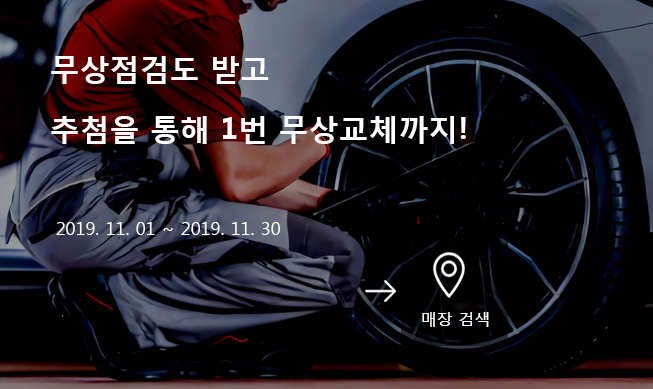 무상점검도 받고
추첨을 통해 1번 무상교체까지!
2019. 11. 01 ~ 2019. 11. 30
매장 검색